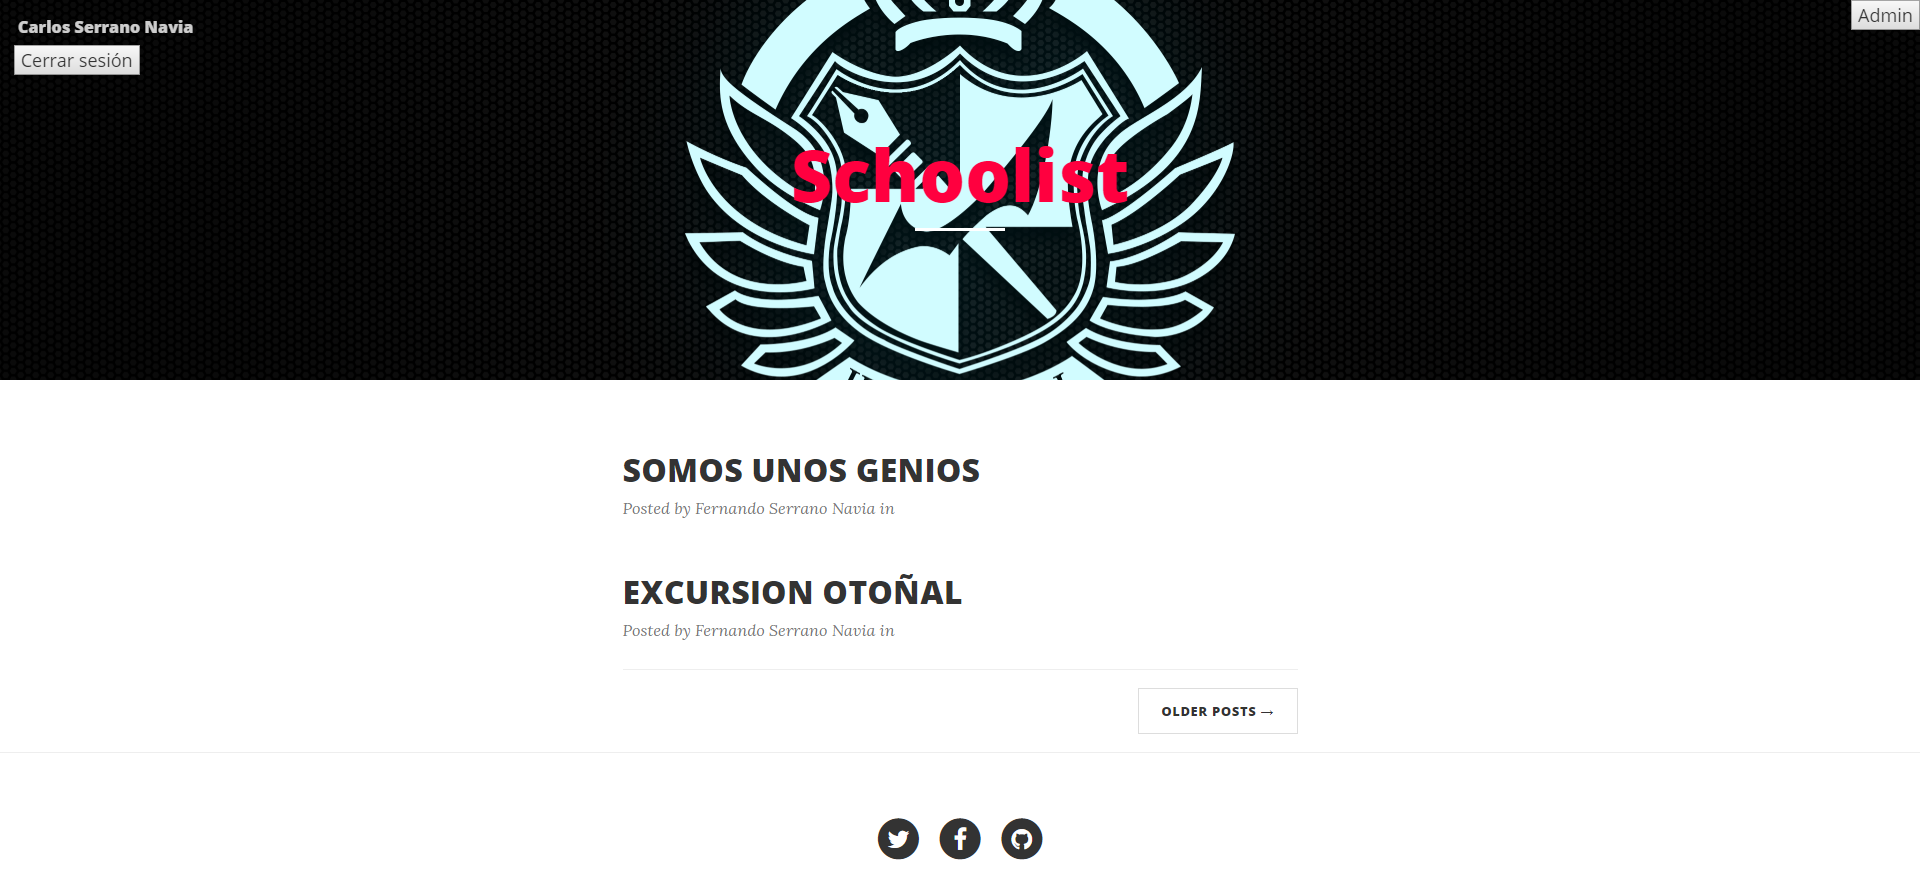 Carlos Serrano Navia
Admin
Cerrar sesión
Schoolist
SOMOS UNOS GENIOS
Posted by Fernando Serrano Navia in
EXCURSION OTOÑAL
Posted by Fernando Serrano Navia in
OLDER POSTS →